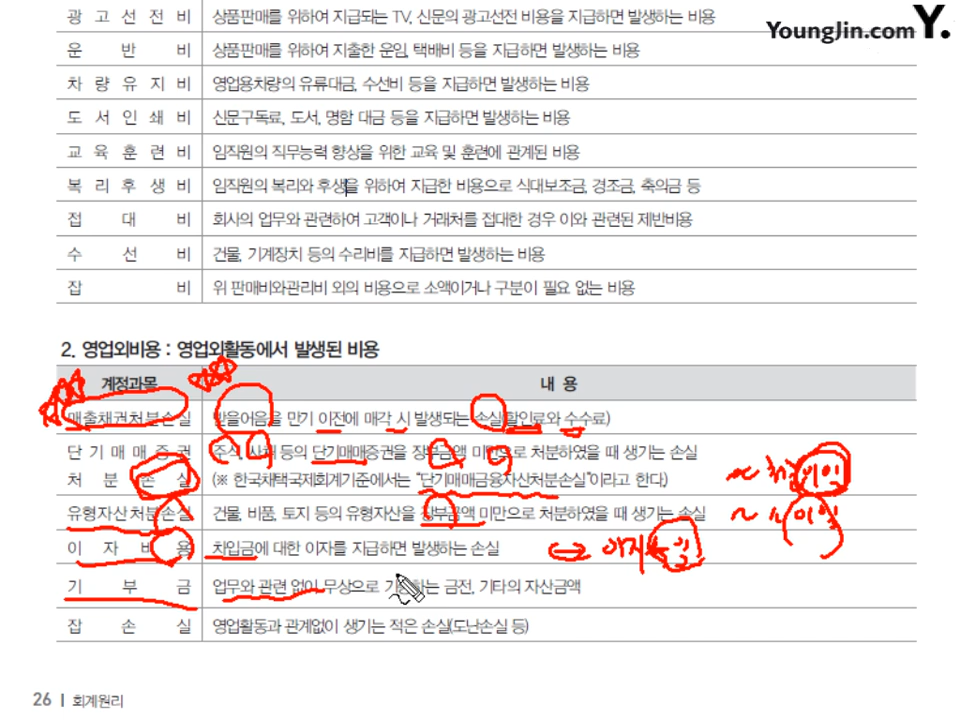 YoungJin.com Y.
광고선전비 상품판매를 위하여 지급되는 TV, 신문의 광고선전 비용을 지급하면 발생하는 비용
운반비 상품판매를 위하여 지출한 운임, 택배비 등을 지급하면 발생하는 비용
차량유지비 영업용차량의 유류대금, 수선비 등을 지급하면 발생하는 비용
도서인쇄비 신문구독료, 도서, 명함 대금 등을 지급하면 발생하는 비용
교육훈련비 임직원의 직무능력 향상을 위한 교육 및 훈련에 관계된 비용
복리후생비 임직원의 복리와 후생을 위하여 지급한 비용으로 식대보조금, 경조금, 축의금 등
접대비 회사의 업무와 관련하여 고객이나 거래처를 접대한 경우 이와 관련된 제반비용
수선비 건물, 기계장치 등의 수리비를 지급하면 발생하는 비용
잡비 위 판매비와관리비 외의 비용으로 소액이거나 구분이 필요 없는 비용
2. 영업외비용 : 영업외활동에서 발생된 비용
계정과목 내용
매출채권처분손실 받을어음을 만기 이전에 매각 시 발생되는 손실(할인료와 수수료)
단기매매증권 주식, 사채 등의 단기매매증권을 장부금액 미만으로 처분하였을 때 생기는 손실
처분손실 (※ 한국채택국제회계기준에서는 "단기매매금융자산처분손실"이라고 한다.)
~ 이익
유형자산처분손실 건물, 비품, 토지 등의 유형자산을 장부금액 미만으로 처분하였을 때 생기는 손실
~ 이익
이자비용 차입금에 대한 이자를 지급하면 발생하는 손실
기부금 업무와 관련 없이 무상으로 하는 금전, 기타의 자산금액
잡손실 영업활동과 관계없이 생기는 적은 손실(도난손실 등)
26 | 회계원리